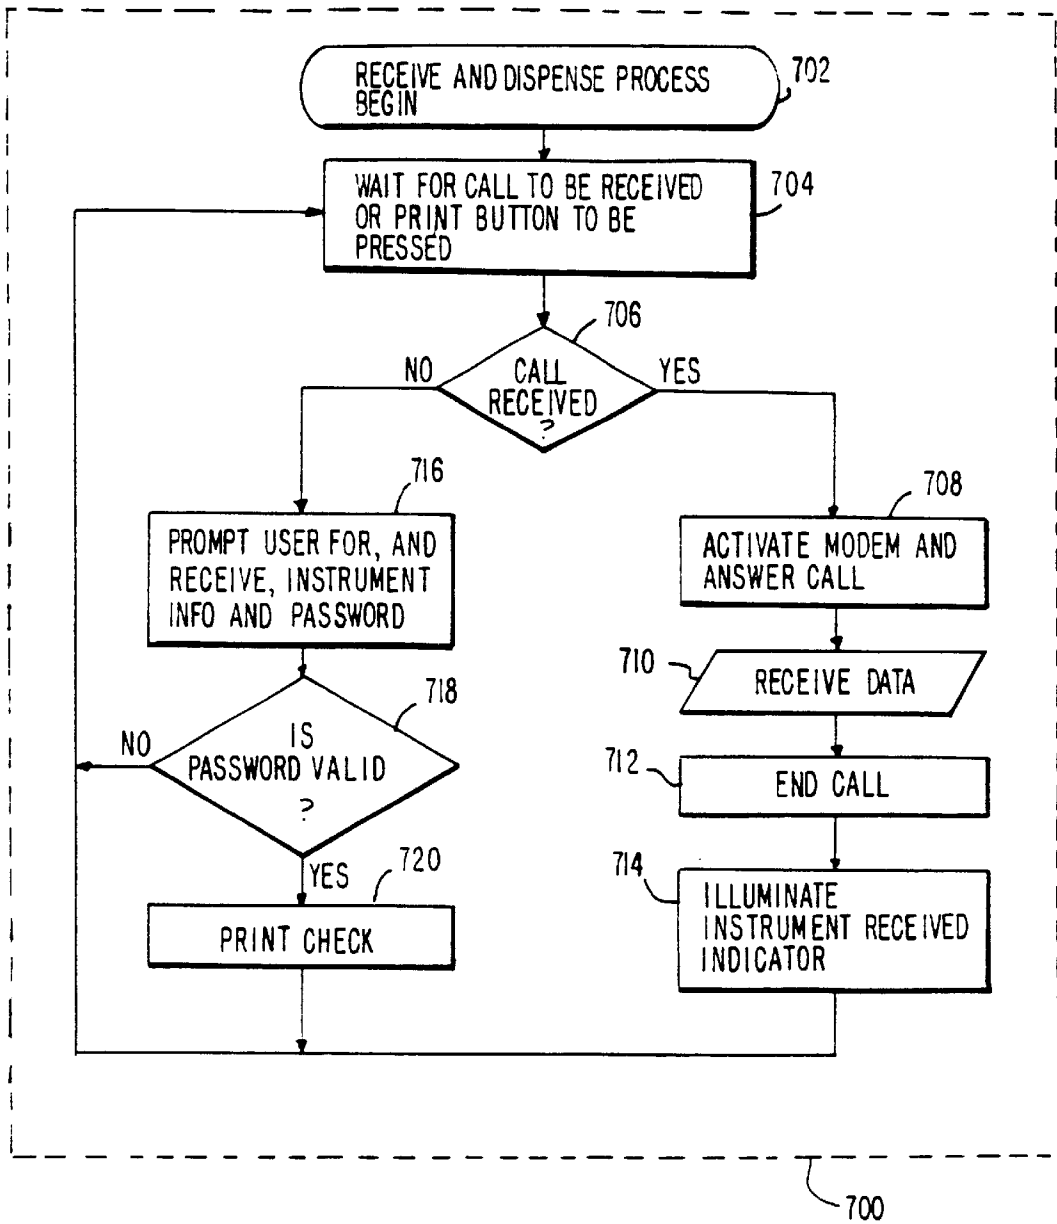 RECEIVE AND DISPENSE PROCESS
BEGIN
702
WAIT FOR CALL TO BE RECEIVED
OR PRINT BUTTON TO BE
PRESSED
704
706
NO
CALL
RECEIVED
?
YES
716
PROMPT USER FOR, AND
RECEIVE, INSTRUMENT
INFO AND PASSWORD
708
ACTIVATE MODEM AND
ANSWER CALL
710
RECEIVE DATA
718
NO
IS
PASSWORD VALID
?
YES
712
END CALL
720
PRINT CHECK
714
ILLUMINATE
INSTRUMENT RECEIVED
INDICATOR
700